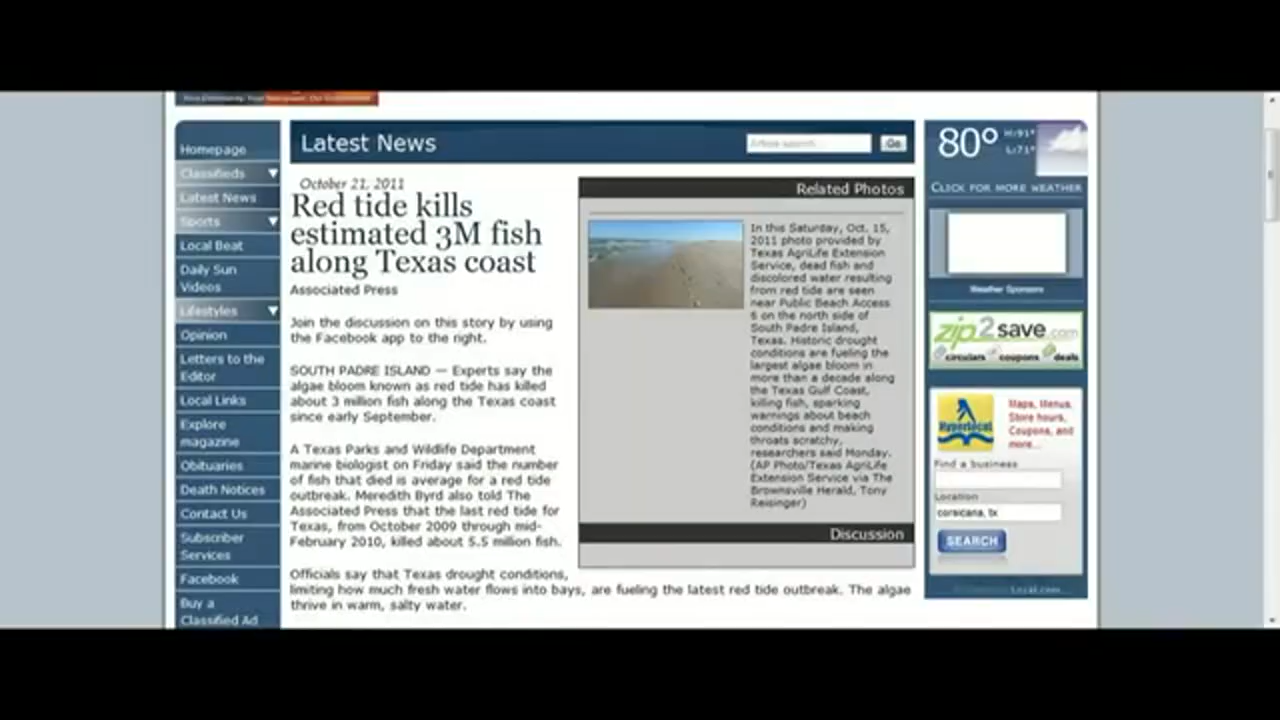 Homepage
Classifieds
Latest News
Sports
Local Beat
Daily Sun
Videos
Lifestyles
Opinion
Letters to the
Editor
Local Links
Explore
magazine
Obituaries
Death Notices
Contact Us
Subscriber
Services
Facebook
Buy a
Classified Ad
Latest News
Article search
Go
October 21, 2011
Red tide kills
estimated 3M fish
along Texas coast
Associated Press
Join the discussion on this story by using
the Facebook app to the right.
SOUTH PADRE ISLAND — Experts say the
algae bloom known as red tide has killed
about 3 million fish along the Texas coast
since early September.
A Texas Parks and Wildlife Department
marine biologist on Friday said the number
of fish that died is average for a red tide
outbreak. Meredith Byrd also told The
Associated Press that the last red tide for
Texas, from October 2009 through mid-
February 2010, killed about 5.5 million fish.
Officials say that Texas drought conditions,
limiting how much fresh water flows into bays, are fueling the latest red tide outbreak. The algae
thrive in warm, salty water.
Related Photos
In this Saturday, Oct. 15,
2011 photo provided by
Texas AgriLife Extension
Service, dead fish and
discolored water resulting
from red tide are seen
near Public Beach Access
6 on the north side of
South Padre Island,
Texas. Historic drought
conditions are fueling the
largest algae bloom in
more than a decade along
the Texas Gulf Coast,
killing fish, sparking
warnings about beach
conditions and making
throats scratchy,
researchers said Monday.
(AP Photo/Texas AgriLife
Extension Service via The
Brownsville Herald, Tony
Reisinger)
Discussion
80°
H:91°
L:71°
CLICK FOR MORE WEATHER
Weather Sponsors
zip2save.com
circulars coupons deals
Hyperlocal
Maps, Menus,
Store hours,
Coupons, and
more...
Find a business
Location
corsicana, tx
SEARCH
Local.com